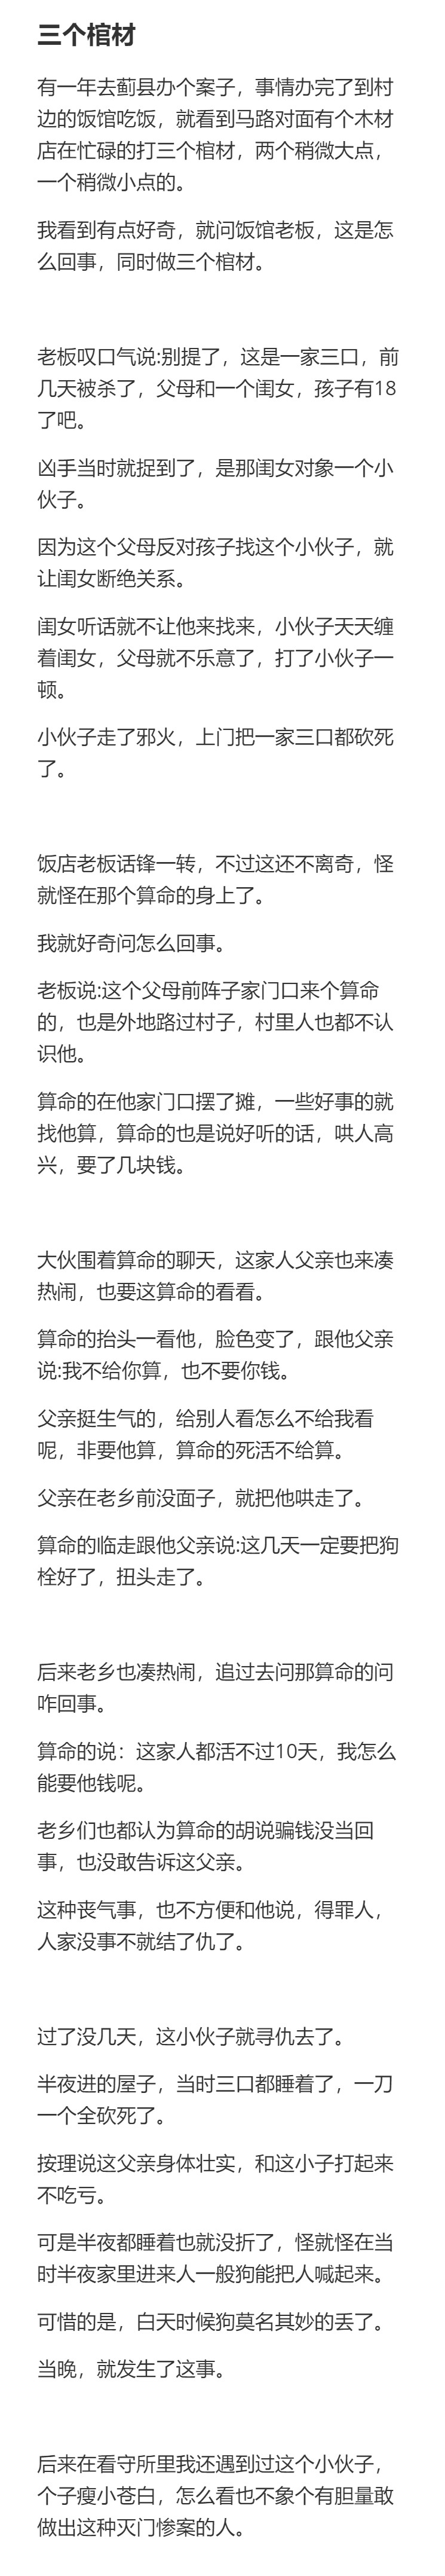 三个棺材
有一年去蓟县办个案子，事情办完了到村
边的饭馆吃饭，就看到马路对面有个木材
店在忙碌的打三个棺材，两个稍微大点，
一个稍微小点的。
我看到有点好奇，就问饭馆老板，这是怎
么回事，同时做三个棺材。
老板叹口气说:别提了，这是一家三口，前
几天被杀了，父母和一个闺女，孩子有18
了吧。
凶手当时就捉到了，是那闺女对象一个小
伙子。
因为这个父母反对孩子找这个小伙子，就
让闺女断绝关系。
闺女听话就不让他来找来，小伙子天天缠
着闺女，父母就不乐意了，打了小伙子一
顿。
小伙子走了邪火，上门把一家三口都砍死
了。
饭店老板话锋一转，不过这还不离奇，怪
就怪在那个算命的身上了。
我就好奇问怎么回事。
老板说:这个父母前阵子家门口来个算命
的，也是外地路过村子，村里人也都不认
识他。
算命的在他家门口摆了摊，一些好事的就
找他算，算命的也是说好听的话，哄人高
兴，要了几块钱。
大伙围着算命的聊天，这家人父亲也来凑
热闹，也要这算命的看看。
算命的抬头一看他，脸色变了，跟他父亲
说:我不给你算，也不要你钱。
父亲挺生气的，给别人看怎么不给我看
呢，非要他算，算命的死活不给算。
父亲在老乡前没面子，就把他哄走了。
算命的临走跟他父亲说:这几天一定要把狗
栓好了，扭头走了。
后来老乡也凑热闹，追过去问那算命的问
咋回事。
算命的说：这家人都活不过10天，我怎么
能要他钱呢。
老乡们也都认为算命的胡说骗钱没当回
事，也没敢告诉这父亲。
这种丧气事，也不方便和他说，得罪人，
人家没事不就结了仇了。
过了没几天，这小伙子就寻仇去了。
半夜进的屋子，当时三口都睡着了，一刀
一个全砍死了。
按理说这父亲身体壮实，和这小子打起来
不吃亏。
可是半夜都睡着也就没折了，怪就怪在当
时半夜家里进来人一般狗能把人喊起来。
可惜的是，白天时候狗莫名其妙的丢了。
当晚，就发生了这事。
后来在看守所里我还遇到过这个小伙子，
个子瘦小苍白，怎么看也不象个有胆量敢
做出这种灭门惨案的人。